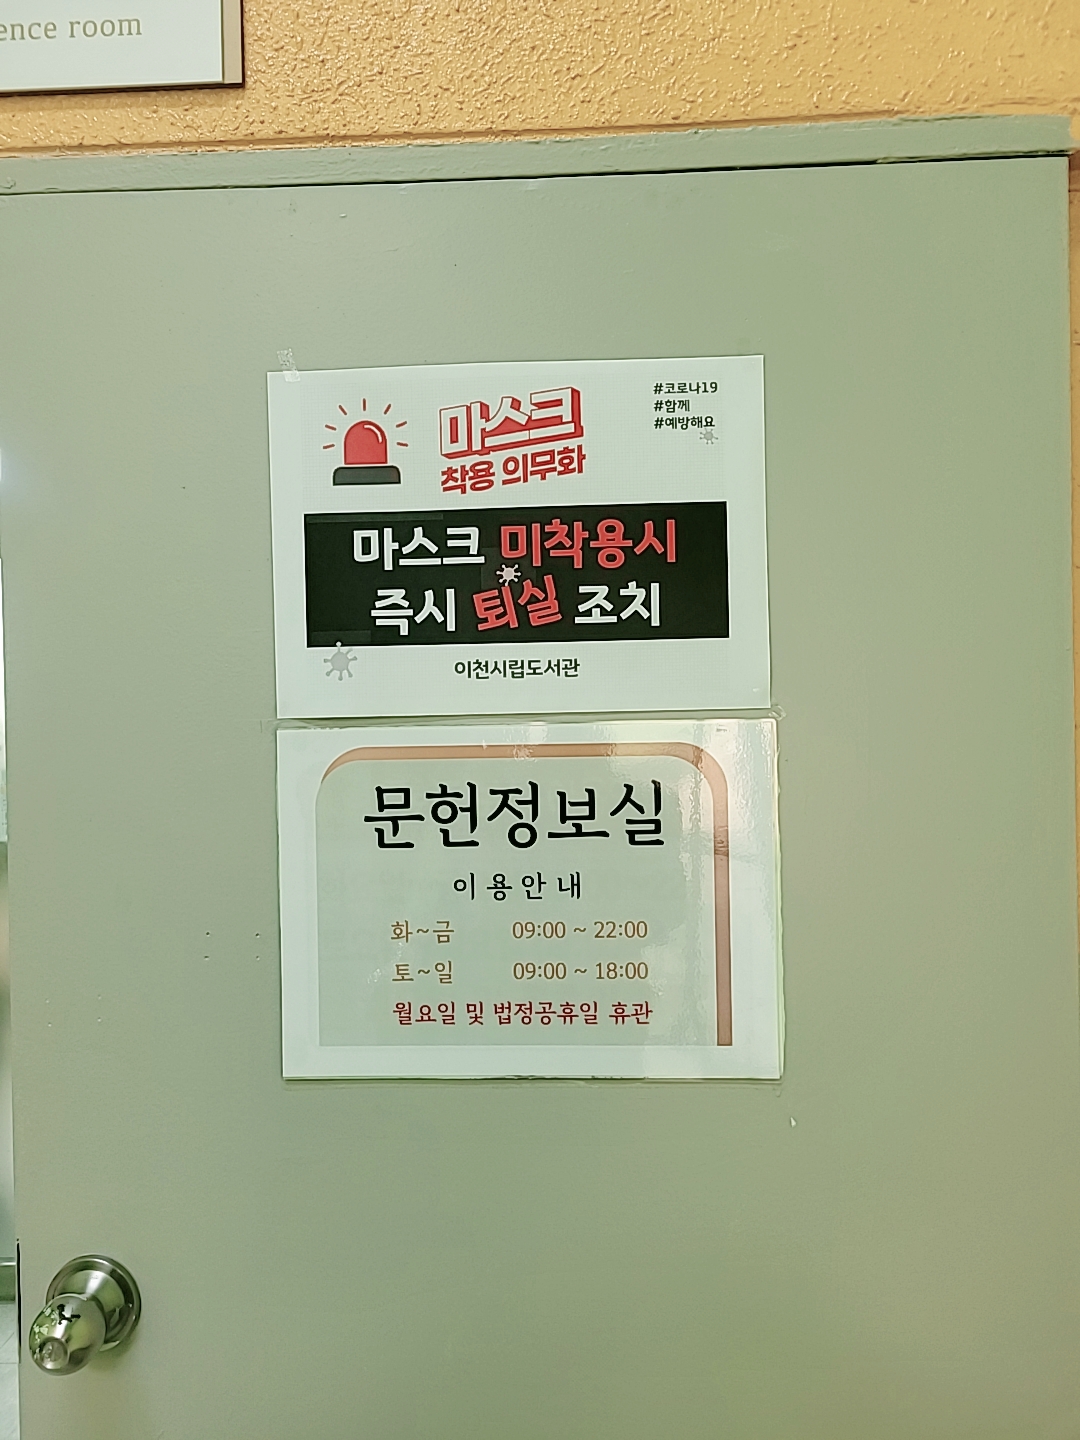 ence room
마스크
착용 의무화
#코로나19
#함께
#예방해요
마스크 미착용시
즉시 퇴실 조치
이천시립도서관
문헌정보실
이용안내
화~금 09:00 ~ 22:00
토~일 09:00 ~ 18:00
월요일 및 법정공휴일 휴관